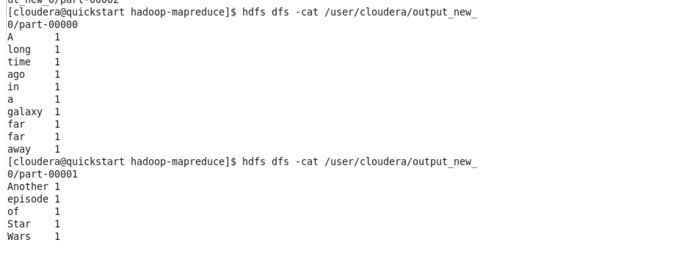 [cloudera@quickstart hadoop-mapreduce]$ hdfs dfs -cat /user/cloudera/output_new_
0/part-00000
A 1
long 1
time 1
ago 1
in 1
a 1
galaxy 1
far 1
far 1
away 1
[cloudera@quickstart hadoop-mapreduce]$ hdfs dfs -cat /user/cloudera/output_new_
0/part-00001
Another 1
episode 1
of 1
Star 1
Wars 1